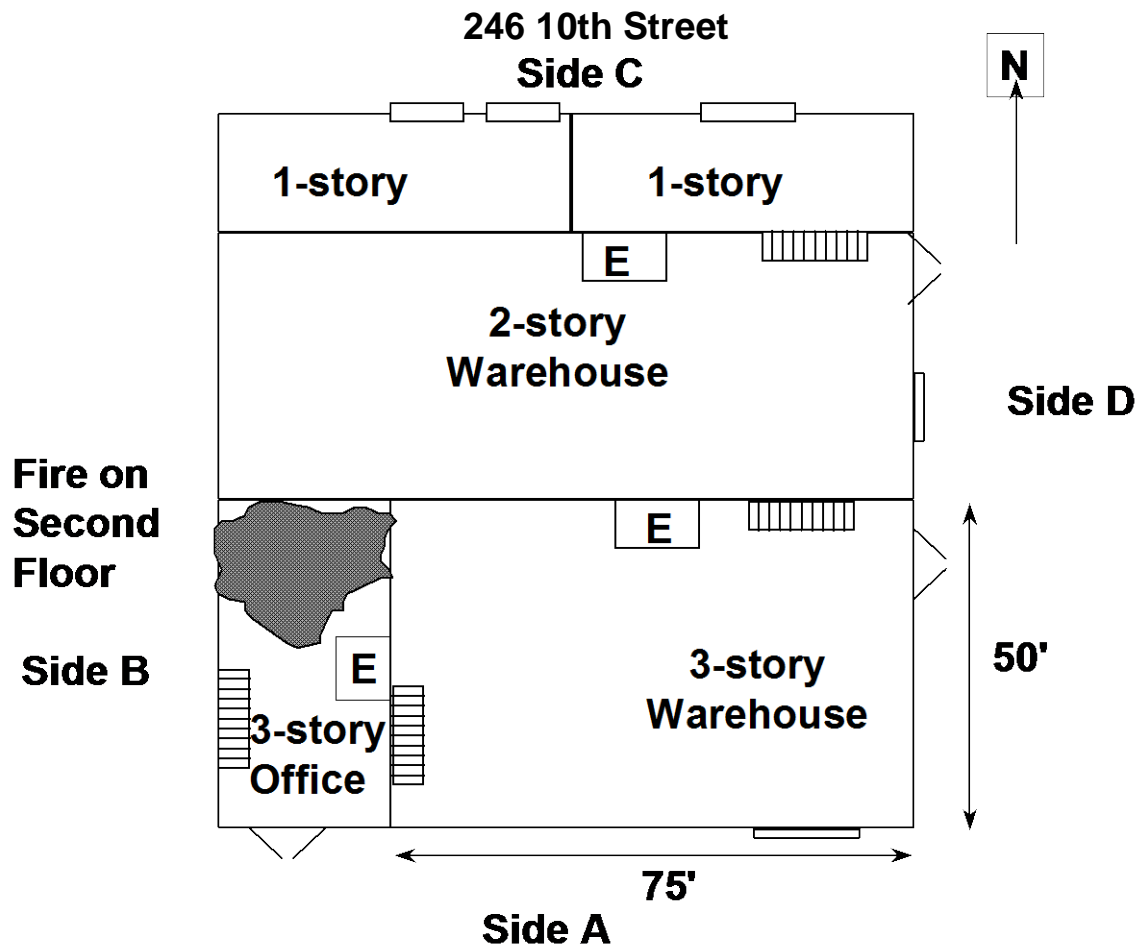 246 10th Street
Side C
N
1-story
1-story
E
2-story
Warehouse
Side D
Fire on
Second
Floor
E
Side B
E
3-story
Office
3-story
Warehouse
50'
75'
Side A